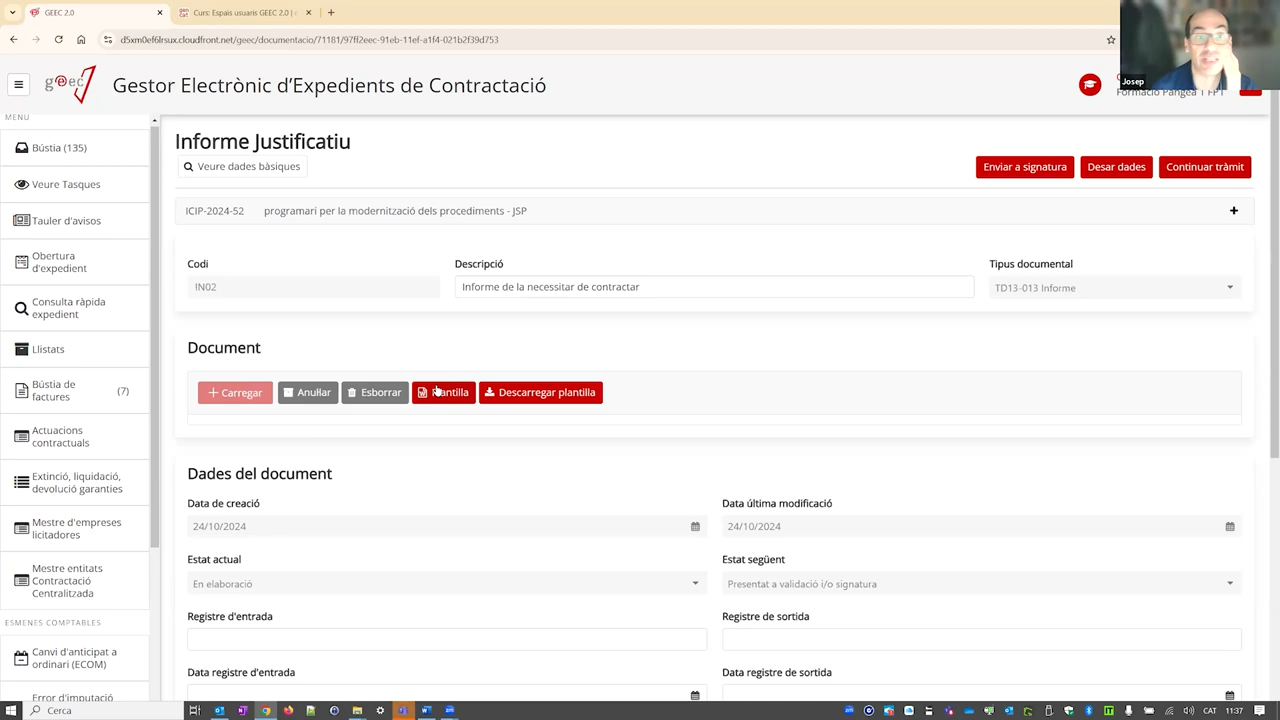 GEEC 2.0
Curs: Espais usuaris GEEC 2.0 |
d5xm0ef6lrsux.cloudfront.net/geec/documentacio/71181/97ff2eec-91eb-11ef-a1f4-021b2f39d753
geec
Gestor Electrònic d'Expedients de Contractació
Josep
Formació Pangea 1 FP1
MENÚ
Bústia (135)
Veure Tasques
Tauler d'avisos
Obertura
d'expedient
Consulta ràpida
expedient
Llistats
Bústia de
factures
(7)
Actuacions
contractuals
Extinció, liquidació,
devolució garanties
Mestre d'empreses
licitadores
Mestre entitats
Contractació
Centralitzada
ESMENES COMPTABLES
Canvi d'anticipat a
ordinari (ECOM)
Error d'imputació
Informe Justificatiu
Veure dades bàsiques
Enviar a signatura
Desar dades
Continuar tràmit
ICIP-2024-52 programari per la modernització dels procediments - JSP
Codi
Descripció
Tipus documental
IN02
Informe de la necessitar de contractar
TD13-013 Informe
Document
Carregar
Anul·lar
Esborrar
Plantilla
Descarregar plantilla
Dades del document
Data de creació
Data última modificació
24/10/2024
24/10/2024
Estat actual
Estat següent
En elaboració
Presentat a validació i/o signatura
Registre d'entrada
Registre de sortida
Data registre d'entrada
Data registre de sortida
Cerca
CAT
11:37